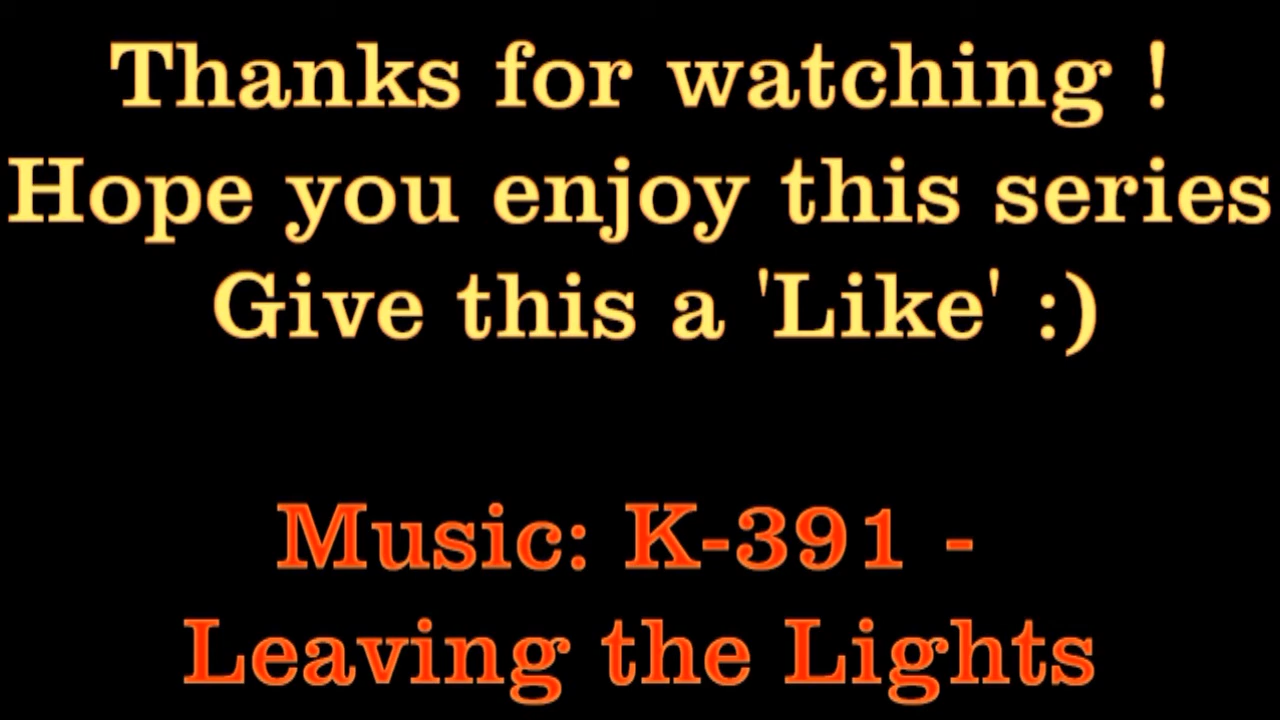 Thanks for watching !
Hope you enjoy this series
Give this a 'Like' :)
Music: K-391 -
Leaving the Lights